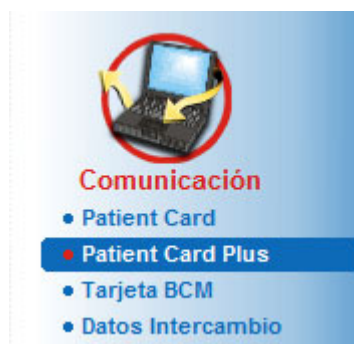 Comunicación
Patient Card
Patient Card Plus
Tarjeta BCM
Datos Intercambio